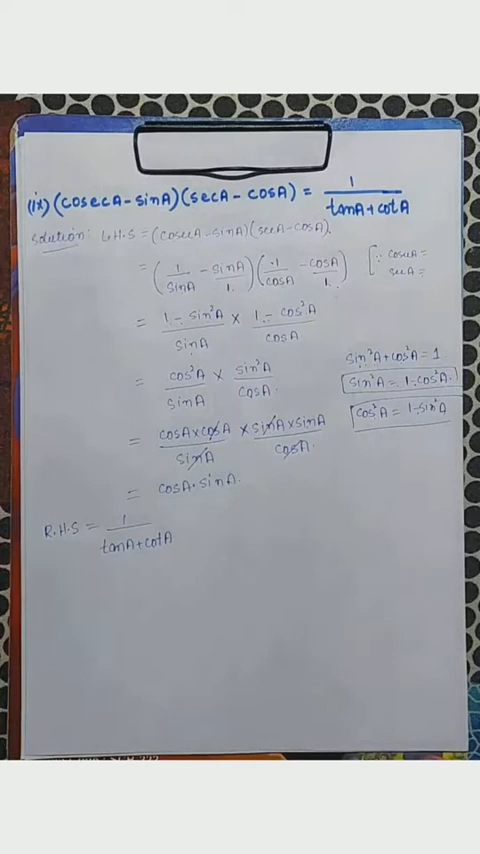 (ix) (cosecA - sinA) (secA - cosA) = 1/(tanA + cotA)
Solution: L.H.S = (cosecA - sinA) (secA - cosA).
= (1/sinA - sinA/1.) (1/cosA - cosA/1.) [∵ cosecA =
secA =
= (1 - sin²A)/sinA × (1 - cos²A)/cosA
= cos²A/sinA × sin²A/cosA.
sin²A + cos²A = 1
sin²A = 1 - cos²A.
cos²A = 1 - sin²A
= (cosA × cosA)/sinA × (sinA × sinA)/cosA.
= cosA · sinA.
R.H.S = 1/(tanA + cotA)